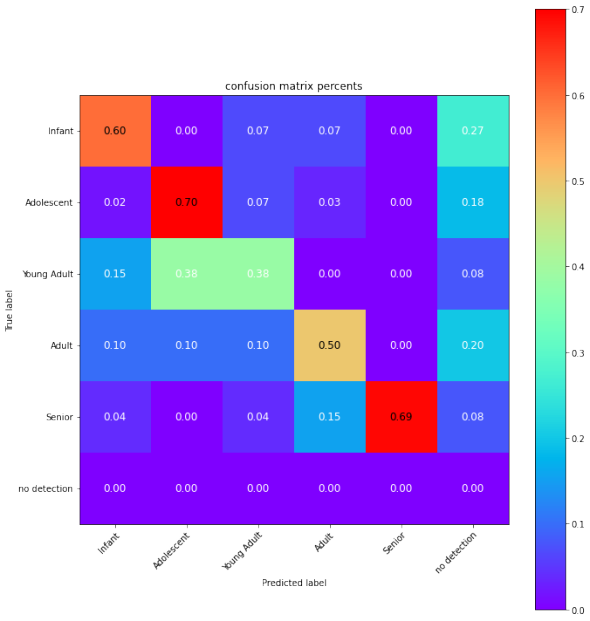 confusion matrix percents
0.7
0.6
0.5
0.4
0.3
0.2
0.1
0.0
True label
Infant 0.60 0.00 0.07 0.07 0.00 0.27
Adolescent 0.02 0.70 0.07 0.03 0.00 0.18
Young Adult 0.15 0.38 0.38 0.00 0.00 0.08
Adult 0.10 0.10 0.10 0.50 0.00 0.20
Senior 0.04 0.00 0.04 0.15 0.69 0.08
no detection 0.00 0.00 0.00 0.00 0.00 0.00
Infant Adolescent Young Adult Adult Senior no detection
Predicted label